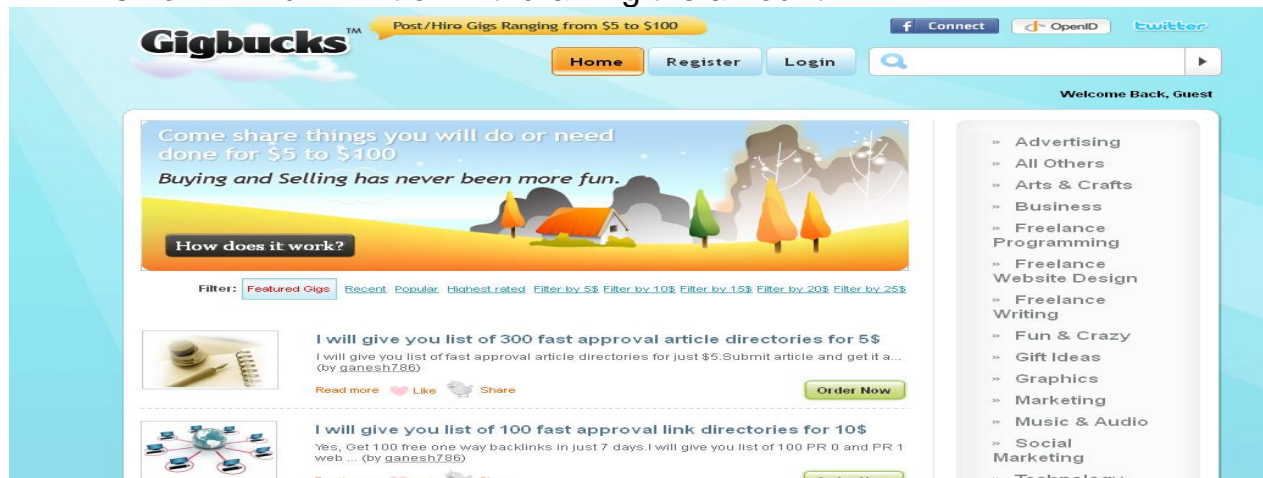 Gigbucks™
Post/Hire Gigs Ranging from $5 to $100
f Connect
OpenID
twitter
Home
Register
Login
Welcome Back, Guest
Come share things you will do or need
done for $5 to $100
Buying and Selling has never been more fun.
How does it work?
Filter: Featured Gigs Recent Popular Highest rated Filter by 5$ Filter by 10$ Filter by 15$ Filter by 20$ Filter by 25$
I will give you list of 300 fast approval article directories for 5$
I will give you list of fast approval article directories for just $5.Submit article and get it a...
(by ganesh786)
Read more Like Share
Order Now
I will give you list of 100 fast approval link directories for 10$
Yes, Get 100 free one way backlinks in just 7 days.I will give you list of 100 PR 0 and PR 1
web ... (by ganesh786)
» Advertising
» All Others
» Arts & Crafts
» Business
» Freelance
Programming
» Freelance
Website Design
» Freelance
Writing
» Fun & Crazy
» Gift Ideas
» Graphics
» Marketing
» Music & Audio
» Social
Marketing
» Technology